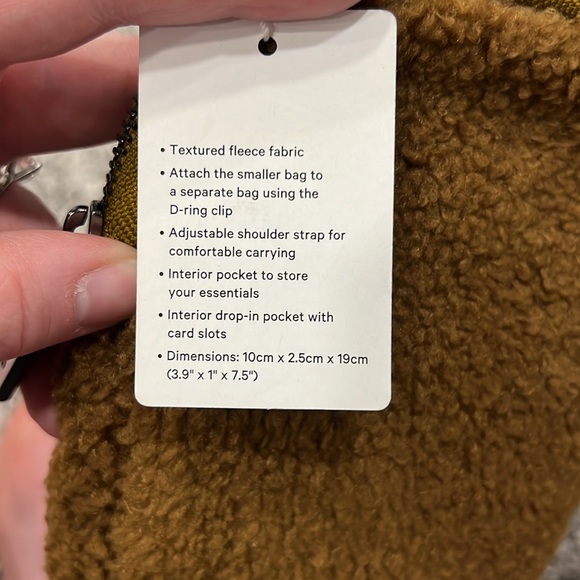 • Textured fleece fabric
• Attach the smaller bag to
a separate bag using the
D-ring clip
• Adjustable shoulder strap for
comfortable carrying
• Interior pocket to store
your essentials
• Interior drop-in pocket with
card slots
• Dimensions: 10cm x 2.5cm x 19cm
(3.9" x 1" x 7.5")